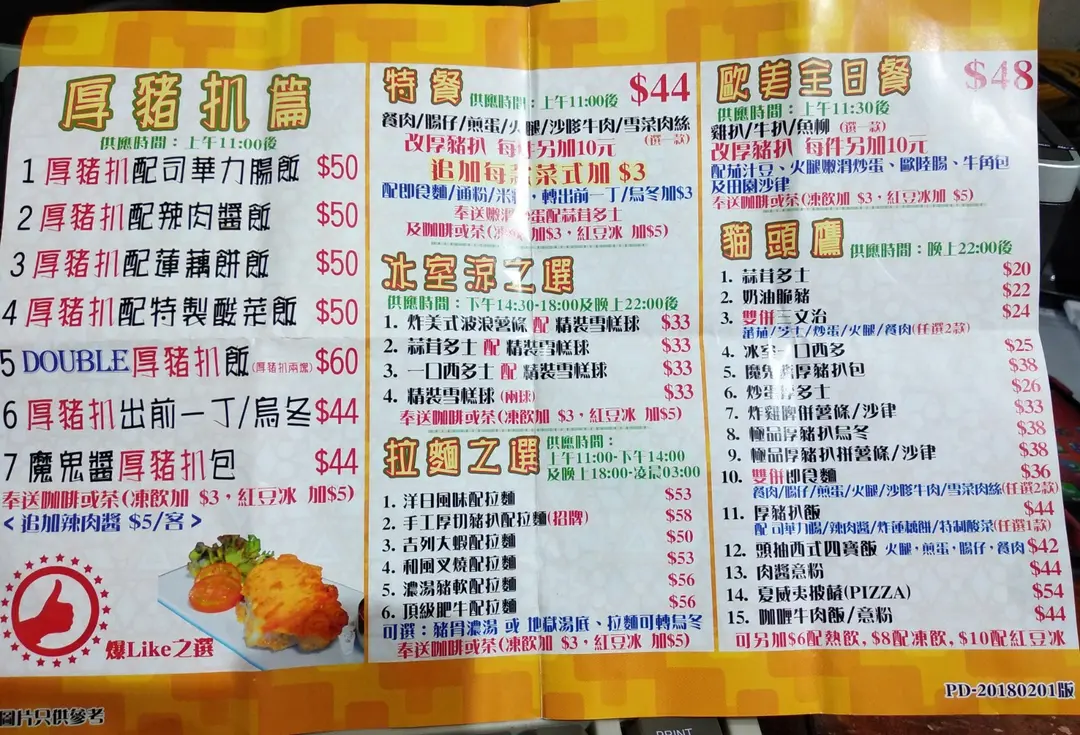 厚豬扒篇
供應時間：上午11:00後
1 厚豬扒配司華力腸飯 $50
2 厚豬扒配辣肉醬飯 $50
3 厚豬扒配蓮藕餅飯 $50
4 厚豬扒配特製酸菜飯 $50
5 DOUBLE厚豬扒飯(厚豬扒兩塊) $60
6 厚豬扒出前一丁/烏冬 $44
7 魔鬼醬厚豬扒包 $44
奉送咖啡或茶(凍飲加 $3，紅豆冰 加$5)
< 追加辣肉醬 $5/客 >
爆Like之選
圖片只供參考
特餐 供應時間：上午11:00後 $44
餐肉/腸仔/煎蛋/火腿/沙嗲牛肉/雪菜肉絲
(選一款)
改厚豬扒 每件另加10元
追加每款菜式加 $3
配即食麵/通粉/米粉，轉出前一丁/烏冬加$3
奉送嫩滑 蛋配蒜茸多士
及咖啡或茶(凍飲加$3，紅豆冰 加$5)
冰室涼之選
供應時間：下午14:30-18:00及晚上22:00後
1. 炸美式波浪薯條 配 精裝雪糕球 $33
2. 蒜茸多士 配 精裝雪糕球 $33
3. 一口西多士 配 精裝雪糕球 $33
4. 精裝雪糕球 (兩球) $33
奉送咖啡或茶(凍飲加 $3，紅豆冰 加$5)
拉麵之選
供應時間：
上午11:00-下午14:00
及晚上18:00-凌晨03:00
1. 洋日風味配拉麵 $53
2. 手工厚切豬扒配拉麵(招牌) $58
3. 吉列大蝦配拉麵 $50
4. 和風叉燒配拉麵 $53
5. 濃湯豬軟配拉麵 $56
6. 頂級肥牛配拉麵 $56
可選：豬骨濃湯 或 地獄湯底、拉麵可轉烏冬
奉送咖啡或茶(凍飲加 $3，紅豆冰 加$5)
歐美全日餐 $48
供應時間：上午11:30後
雞扒/牛扒/魚柳 (選一款)
改厚豬扒 每件另加10元
配茄汁豆、火腿嫩滑炒蛋、歐陸腸、牛角包
及田園沙律
奉送咖啡或茶(凍飲加 $3，紅豆冰加 $5)
貓頭鷹 供應時間：晚上22:00後
1. 蒜茸多士 $20
2. 奶油脆豬 $22
3. 雙併三文治 $24
蕃茄/芝士/炒蛋/火腿/餐肉(任選2款)
4. 冰室一口西多 $25
5. 魔鬼醬厚豬扒包 $38
6. 炒蛋厚多士 $26
7. 炸雞髀併薯條/沙律 $33
8. 極品厚豬扒烏冬 $38
9. 極品厚豬扒拼薯條/沙律 $38
10. 雙併即食麵 $36
餐肉/腸仔/煎蛋/火腿/沙嗲牛肉/雪菜肉絲(任選2款)
11. 厚豬扒飯 $44
配 司華力腸/辣肉醬/炸蓮藕餅/特制酸菜(任選1款)
12. 頭抽西式四寶飯 火腿，煎蛋，腸仔，餐肉 $42
13. 肉醬意粉 $44
14. 夏威夷披薩(PIZZA) $54
15. 咖喱牛肉飯/意粉 $44
可另加$6配熱飲, $8配凍飲, $10配紅豆冰
PD-20180201版
PRINT